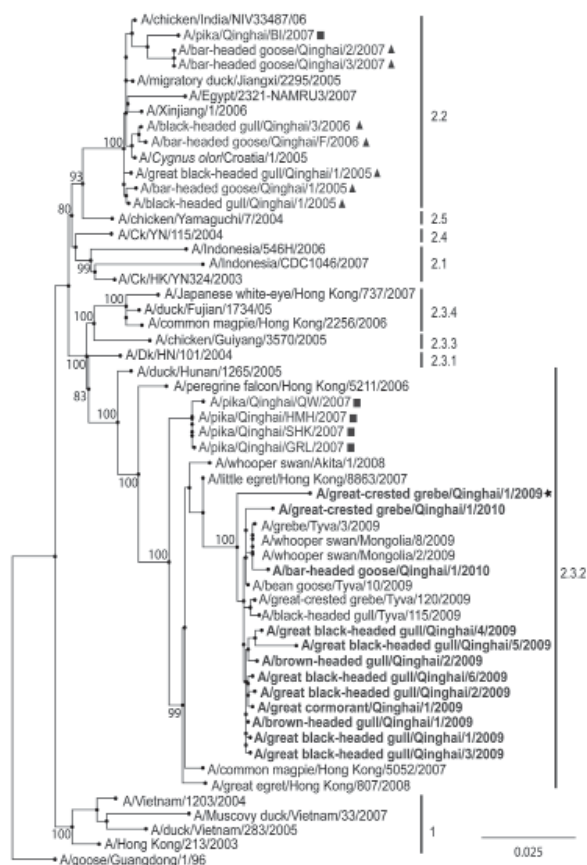 A/chicken/India/NIV33487/06
A/pika/Qinghai/BI/2007 ■
A/bar-headed goose/Qinghai/2/2007 ▲
A/bar-headed goose/Qinghai/3/2007 ▲
A/migratory duck/Jiangxi/2295/2005
A/Egypt/2321-NAMRU3/2007
A/Xinjiang/1/2006
2.2
A/black-headed gull/Qinghai/3/2006 ▲
100
A/bar-headed goose/Qinghai/F/2006 ▲
A/Cygnus olor/Croatia/1/2005
A/great black-headed gull/Qinghai/1/2005 ▲
93
A/bar-headed goose/Qinghai/1/2005 ▲
A/black-headed gull/Qinghai/1/2005 ▲
80
A/chicken/Yamaguchi/7/2004
2.5
A/Ck/YN/115/2004
2.4
A/Indonesia/546H/2006
99
A/Indonesia/CDC1046/2007
2.1
A/Ck/HK/YN324/2003
A/Japanese white-eye/Hong Kong/737/2007
100
A/duck/Fujian/1734/05
2.3.4
A/common magpie/Hong Kong/2256/2006
100
A/chicken/Guiyang/3570/2005
2.3.3
A/Dk/HN/101/2004
2.3.1
100
A/duck/Hunan/1265/2005
83
A/peregrine falcon/Hong Kong/5211/2006
A/pika/Qinghai/QW/2007 ■
100
A/pika/Qinghai/HMH/2007 ■
A/pika/Qinghai/SHK/2007 ■
A/pika/Qinghai/GRL/2007 ■
A/whooper swan/Akita/1/2008
100
A/little egret/Hong Kong/8863/2007
A/great-crested grebe/Qinghai/1/2009 ★
A/great-crested grebe/Qinghai/1/2010
A/grebe/Tyva/3/2009
100
A/whooper swan/Mongolia/8/2009
A/whooper swan/Mongolia/2/2009
100
A/bar-headed goose/Qinghai/1/2010
2.3.2
A/bean goose/Tyva/10/2009
A/great-crested grebe/Tyva/120/2009
A/black-headed gull/Tyva/115/2009
A/great black-headed gull/Qinghai/4/2009
A/great black-headed gull/Qinghai/5/2009
A/brown-headed gull/Qinghai/2/2009
A/great black-headed gull/Qinghai/6/2009
A/great black-headed gull/Qinghai/2/2009
A/great cormorant/Qinghai/1/2009
99
A/brown-headed gull/Qinghai/1/2009
A/great black-headed gull/Qinghai/1/2009
A/great black-headed gull/Qinghai/3/2009
A/common magpie/Hong Kong/5052/2007
A/great egret/Hong Kong/807/2008
A/Vietnam/1203/2004
A/Muscovy duck/Vietnam/33/2007
100
A/duck/Vietnam/283/2005
1
A/Hong Kong/213/2003
0.025
A/goose/Guangdong/1/96